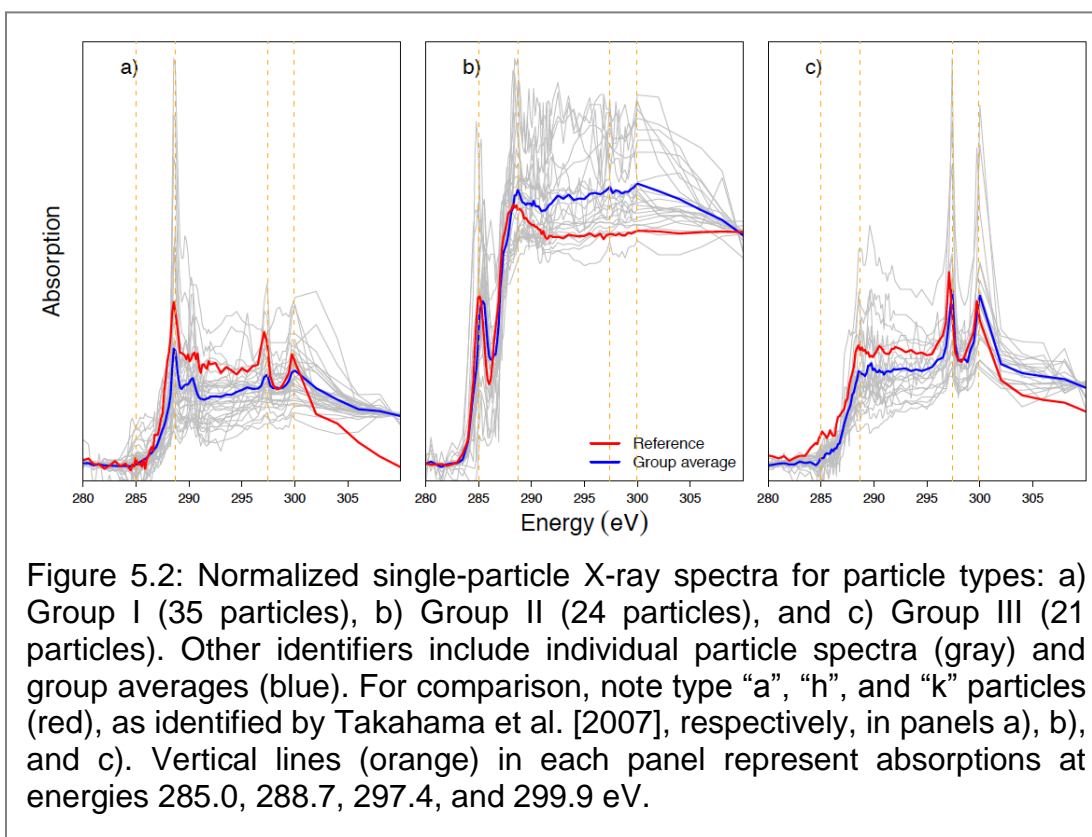 a)
b)
c)
Absorption
Reference
Group average
280 285 290 295 300 305
280 285 290 295 300 305
280 285 290 295 300 305
Energy (eV)
Figure 5.2: Normalized single-particle X-ray spectra for particle types: a)
Group I (35 particles), b) Group II (24 particles), and c) Group III (21
particles). Other identifiers include individual particle spectra (gray) and
group averages (blue). For comparison, note type “a”, “h”, and “k” particles
(red), as identified by Takahama et al. [2007], respectively, in panels a), b),
and c). Vertical lines (orange) in each panel represent absorptions at
energies 285.0, 288.7, 297.4, and 299.9 eV.